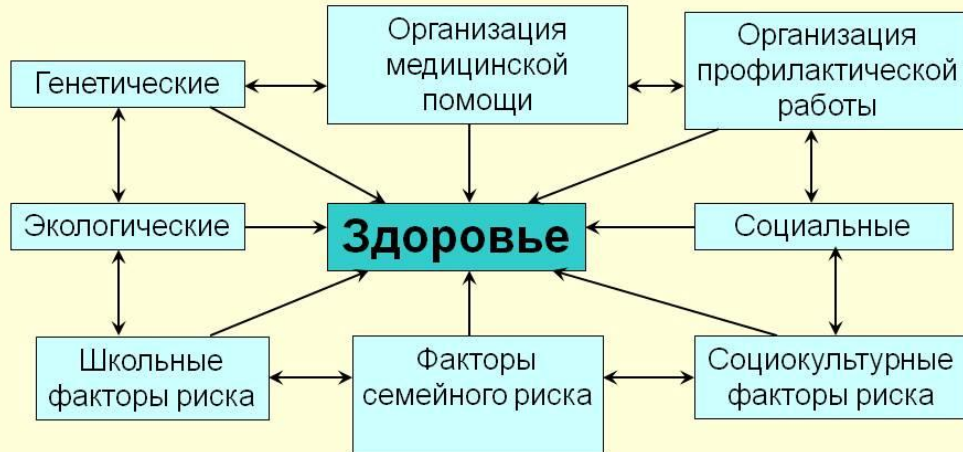 Организация
медицинской
помощи
Организация
профилактической
работы
Генетические
Экологические
Здоровье
Социальные
Школьные
факторы риска
Факторы
семейного риска
Социокультурные
факторы риска